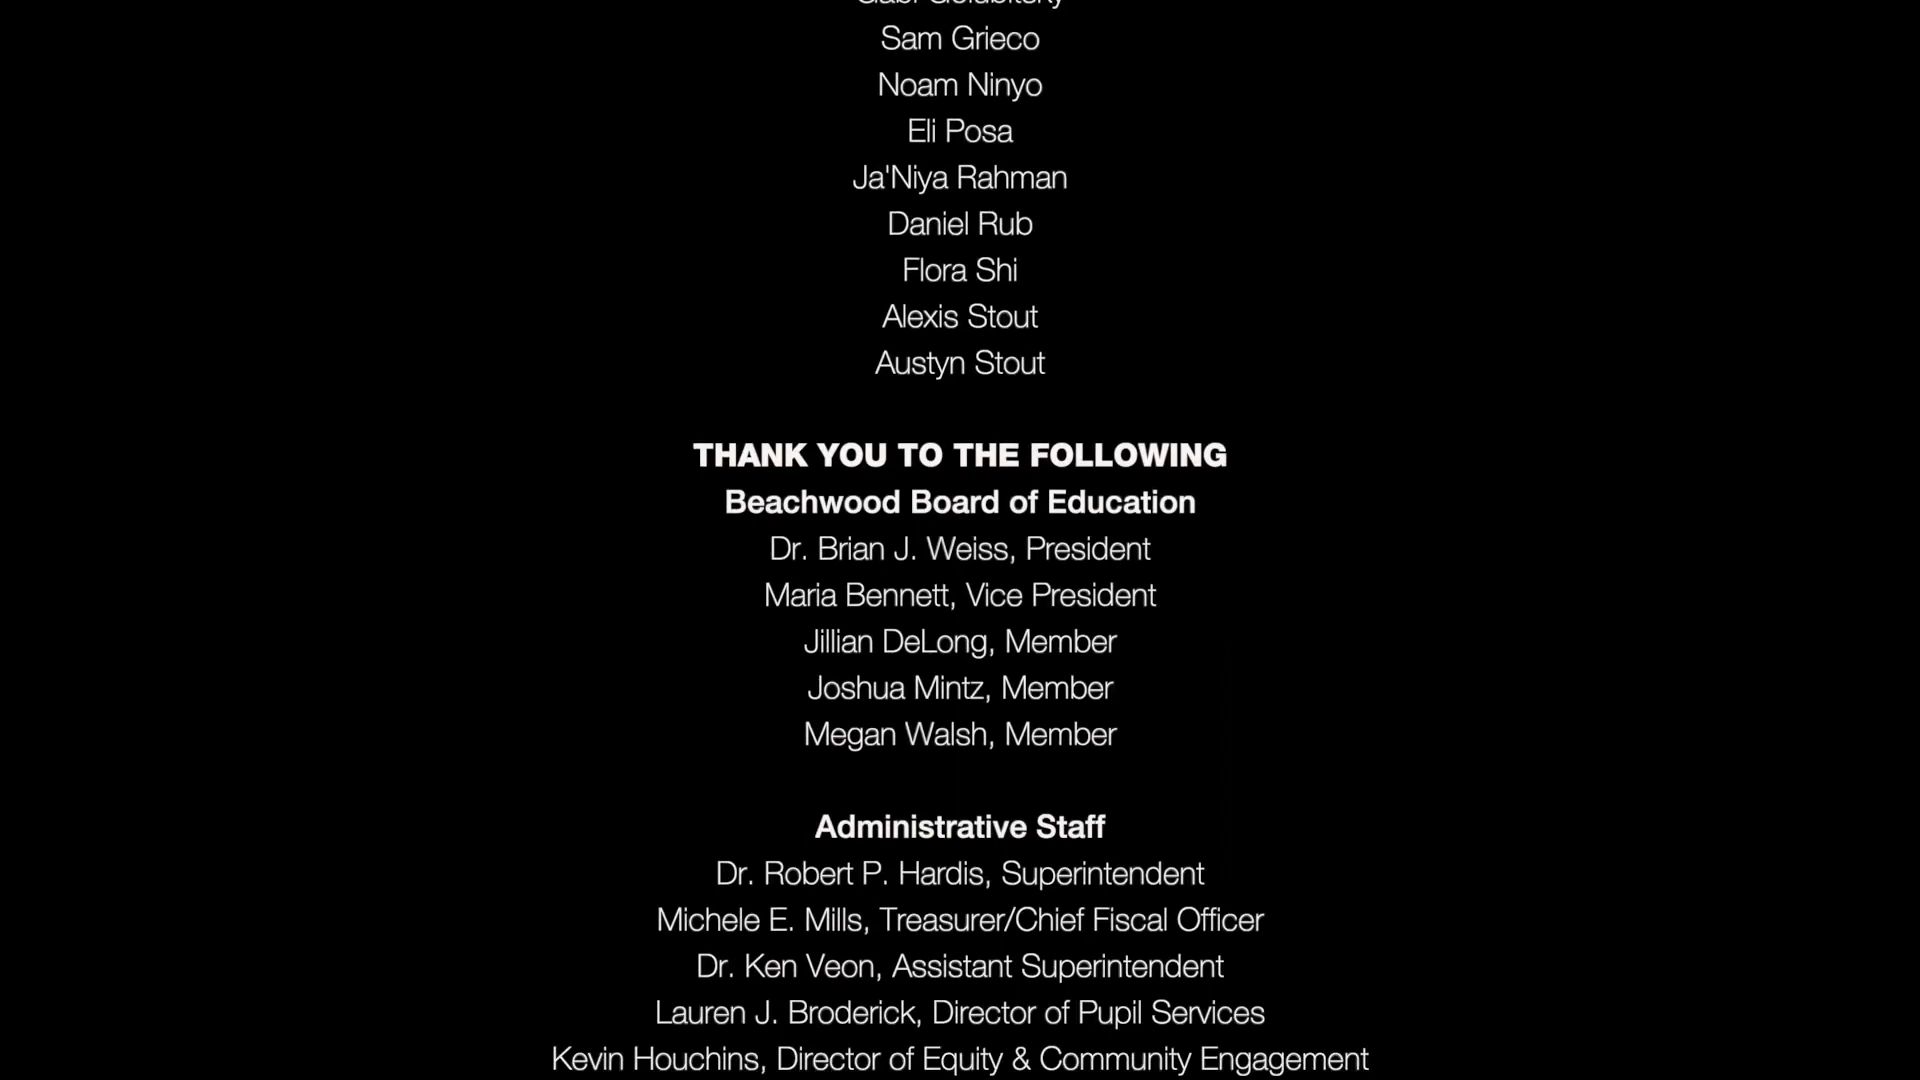 Sam Grieco
Noam Ninyo
Eli Posa
Ja'Niya Rahman
Daniel Rub
Flora Shi
Alexis Stout
Austyn Stout
THANK YOU TO THE FOLLOWING
Beachwood Board of Education
Dr. Brian J. Weiss, President
Maria Bennett, Vice President
Jillian DeLong, Member
Joshua Mintz, Member
Megan Walsh, Member
Administrative Staff
Dr. Robert P. Hardis, Superintendent
Michele E. Mills, Treasurer/Chief Fiscal Officer
Dr. Ken Veon, Assistant Superintendent
Lauren J. Broderick, Director of Pupil Services
Kevin Houchins, Director of Equity & Community Engagement